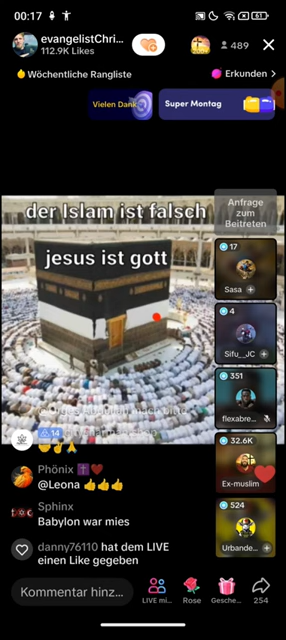 00:17
61
evangelistChri...
112.9K Likes
489
Wöchentliche Rangliste
Erkunden >
Vielen Dank
Super Montag
Anfrage
zum
Beitreten
der Islam ist falsch
jesus ist gott
17
Sasa
4
Sifu__JC
351
flexabre...
32.6K
Ex-muslim
524
Urbande...
14
Phönix
@Leona
Sphinx
Babylon war mies
danny76110 hat dem LIVE
einen Like gegeben
Kommentar hinz...
LIVE mi...
Rose
Gesche...
254